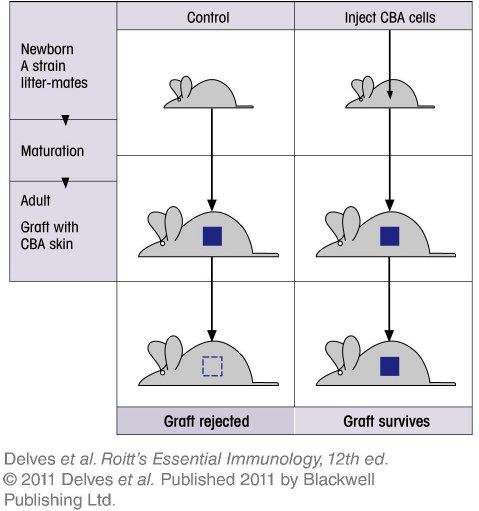 Control
Inject CBA cells
Newborn
A strain
litter-mates
Maturation
Adult
Graft with
CBA skin
Graft rejected
Graft survives
Delves et al. Roitt's Essential Immunology, 12th ed.
© 2011 Delves et al. Published 2011 by Blackwell
Publishing Ltd.